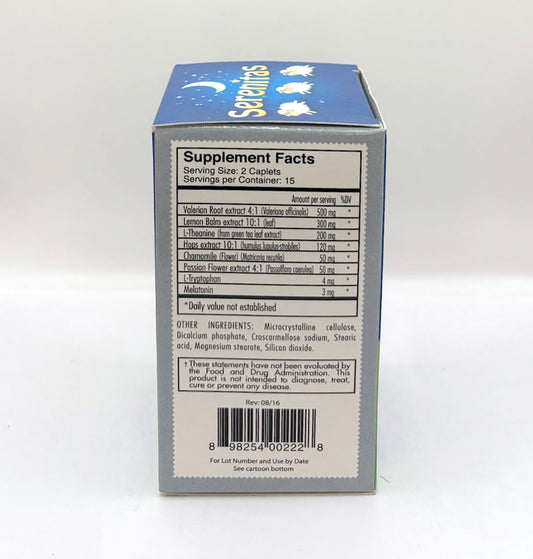 Serenitas
Supplement Facts
Serving Size: 2 Caplets
Servings per Container: 15
Amount per serving %DV
Valerian Root extract 4:1 (Valeriana officinalis) 500 mg *
Lemon Balm extract 10:1 (leaf) 300 mg *
L-Theanine (from green tea leaf extract) 200 mg *
Hops extract 10:1 (humulus lupulus-strobiles) 120 mg *
Chamomile (Flower) (Matricaria recutita) 50 mg *
Passion Flower extract 4:1 (Passiflora caerulea) 50 mg *
L-Tryptophan 4 mg *
Melatonin 3 mg *
*Daily value not established
OTHER INGREDIENTS: Microcrystalline cellulose,
Dicalcium phosphate, Croscarmellose sodium, Stearic
acid, Magnesium stearate, Silicon dioxide.
† These statements have not been evaluated by
the Food and Drug Administration. This
product is not intended to diagnose, treat,
cure or prevent any disease.
Rev: 08/16
8 98254 00222 8
For Lot Number and Use by Date
See cartoon bottom